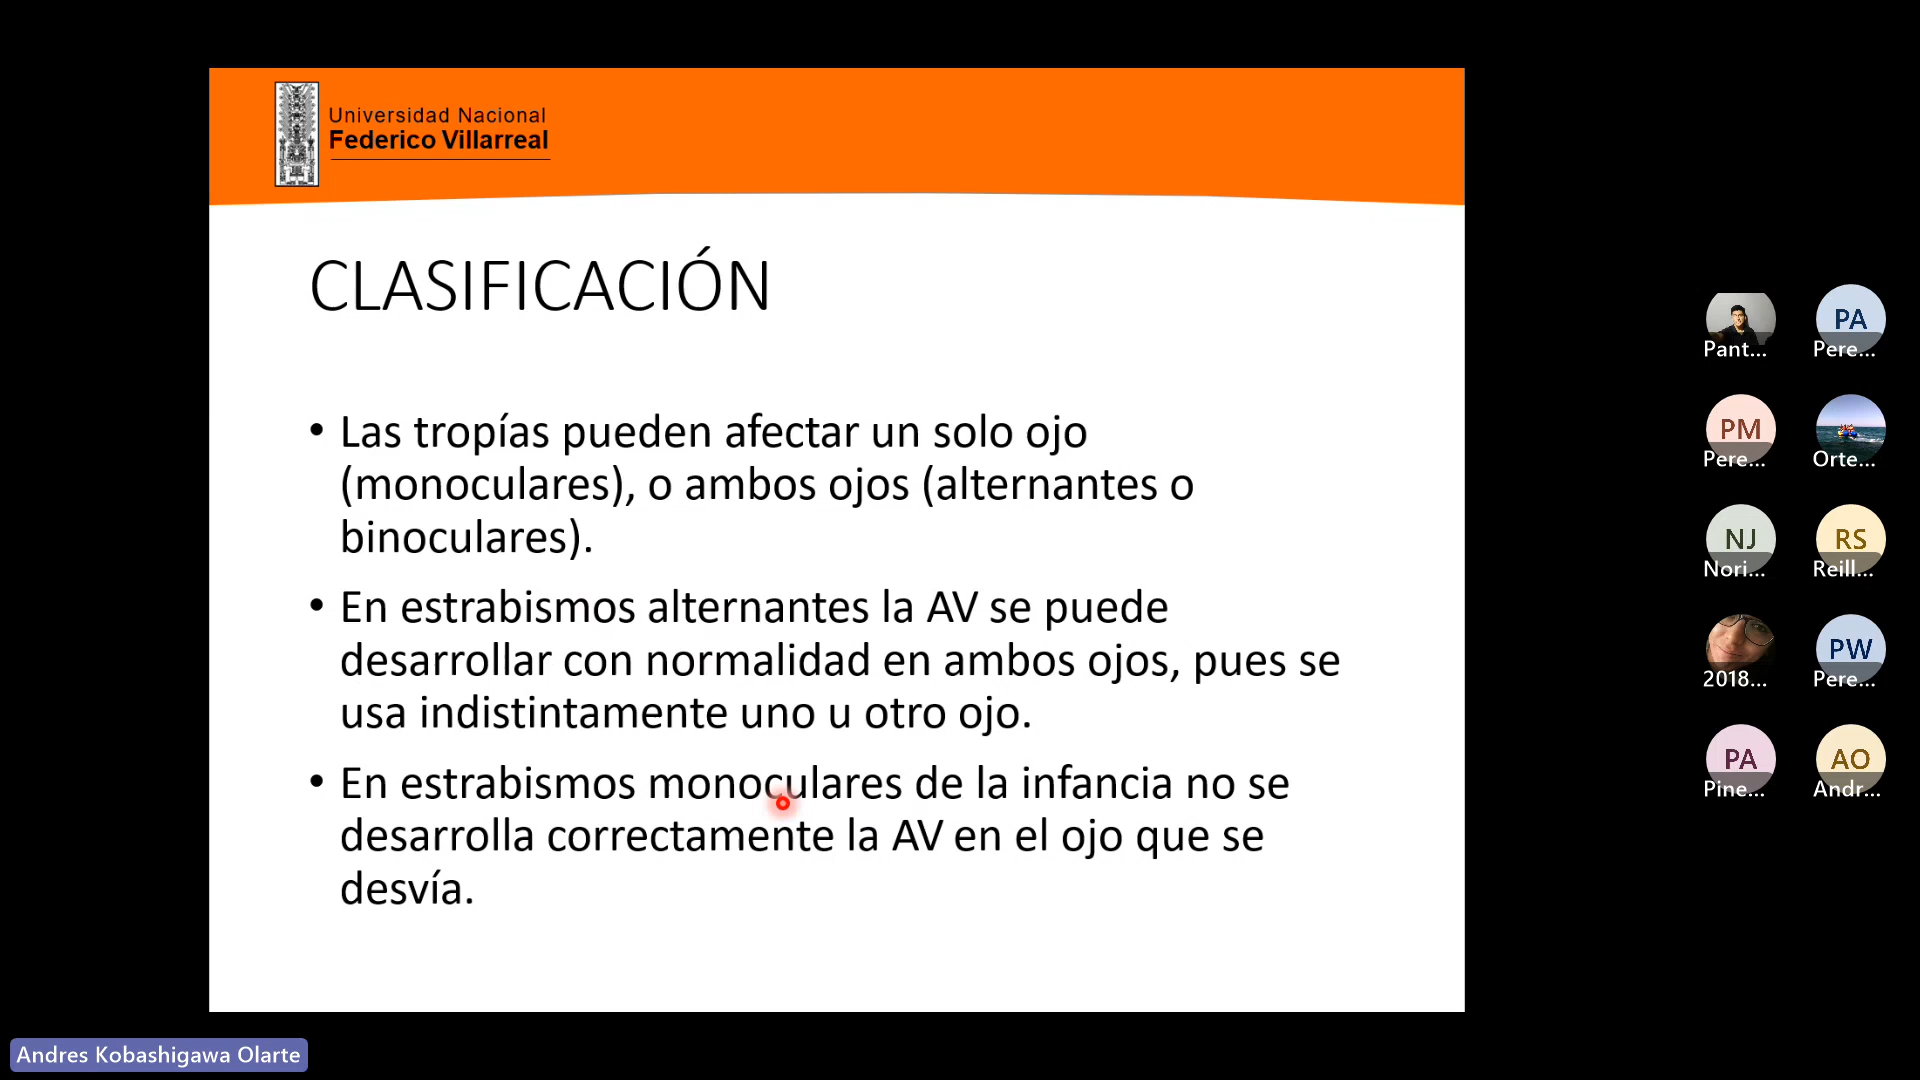 Universidad Nacional
Federico Villarreal
CLASIFICACIÓN
• Las tropías pueden afectar un solo ojo
(monoculares), o ambos ojos (alternantes o
binoculares).
• En estrabismos alternantes la AV se puede
desarrollar con normalidad en ambos ojos, pues se
usa indistintamente uno u otro ojo.
• En estrabismos monoculares de la infancia no se
desarrolla correctamente la AV en el ojo que se
desvía.
Pant...
PA
Pere...
PM
Pere...
Orte...
NJ
Nori...
RS
Reill...
2018...
PW
Pere...
PA
Pine...
AO
Andr...
Andres Kobashigawa Olarte